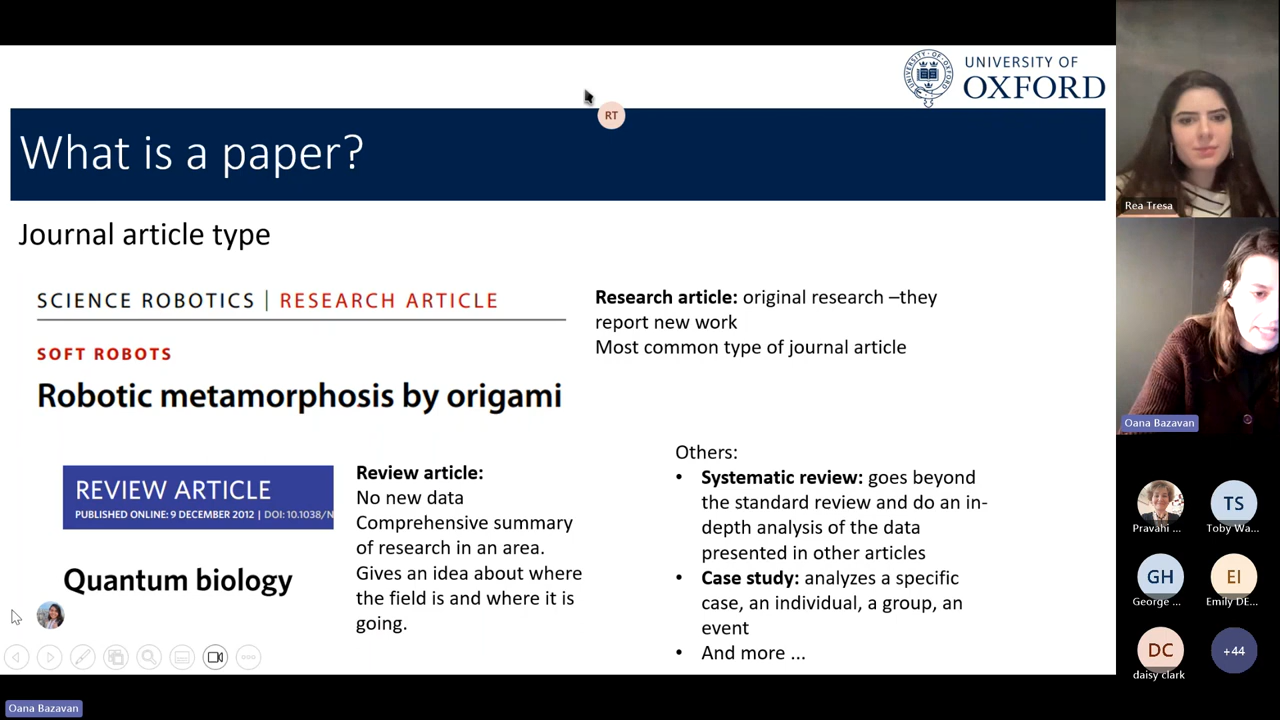 UNIVERSITY OF
OXFORD
RT
What is a paper?
Journal article type
SCIENCE ROBOTICS | RESEARCH ARTICLE
SOFT ROBOTS
Robotic metamorphosis by origami
Research article: original research –they
report new work
Most common type of journal article
REVIEW ARTICLE
PUBLISHED ONLINE: 9 DECEMBER 2012 | DOI: 10.1038/N
Quantum biology
Review article:
No new data
Comprehensive summary
of research in an area.
Gives an idea about where
the field is and where it is
going.
Others:
• Systematic review: goes beyond
the standard review and do an in-
depth analysis of the data
presented in other articles
• Case study: analyzes a specific
case, an individual, a group, an
event
• And more ...
Rea Tresa
Oana Bazavan
Pravahi ...
TS
Toby Wa...
GH
George ...
EI
Emily DE...
DC
daisy clark
+44
Oana Bazavan